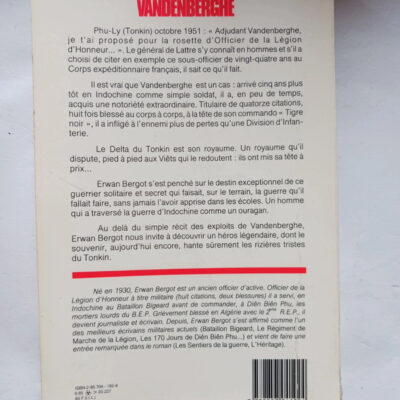 VANDENBERGHE
Phu-Ly (Tonkin) octobre 1951 : « Adjudant Vandenberghe,
je t'ai proposé pour la rosette d'Officier de la Légion
d'Honneur... ». Le général de Lattre s'y connaît en hommes et s'il a
choisi de citer en exemple ce sous-officier de vingt-quatre ans au
Corps expéditionnaire français, il sait ce qu'il fait.
Il est vrai que Vandenberghe est un cas : arrivé cinq ans plus
tôt en Indochine comme simple soldat, il a, en peu de temps,
acquis une notoriété extraordinaire. Titulaire de quatorze citations,
huit fois blessé au corps à corps, à la tête de son commando « Tigre
noir », il a infligé à l'ennemi plus de pertes qu'une Division d'Infan-
terie.
Le Delta du Tonkin est son royaume. Un royaume qu'il
dispute, pied à pied aux Viêts qui le redoutent : ils ont mis sa tête à
prix...
Erwan Bergot s'est penché sur le destin exceptionnel de ce
guerrier solitaire et secret qui faisait, sur le terrain, la guerre qu'il
fallait faire, sans jamais l'avoir apprise dans les écoles. Un homme
qui a traversé la guerre d'Indochine comme un ouragan.
Au delà du simple récit des exploits de Vandenberghe,
Erwan Bergot nous invite à découvrir un héros légendaire, dont le
souvenir, aujourd'hui encore, hante sûrement les rizières tristes
du Tonkin.
Né en 1930, Erwan Bergot est un ancien officier d'active. Officier de la
Légion d'Honneur à titre militaire (huit citations, deux blessures) il a servi, en
Indochine au Bataillon Bigeard avant de commander, à Diên Biên Phu, les
mortiers lourds du B.E.P. Grièvement blessé en Algérie avec le 2ème R.E.P., il
devient journaliste et écrivain. Depuis, Erwan Bergot s'est affirmé comme l'un
des meilleurs écrivains militaires actuels (Bataillon Bigeard, Le Régiment de
Marche de la Légion, Les 170 Jours de Diên Biên Phu...) et vient de faire une
entrée remarquée dans le roman (Les Sentiers de la guerre, L'Héritage).